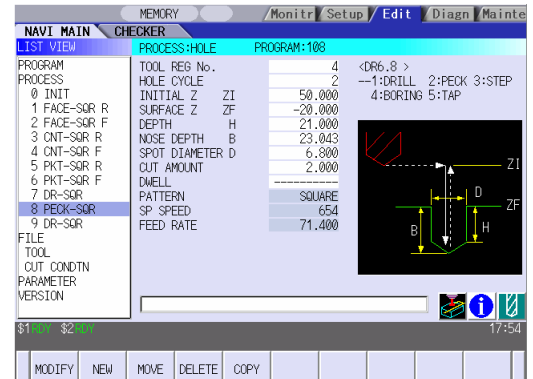 MEMORY Monitr Setup Edit Diagn Mainte
NAVI MAIN CHECKER
LIST VIEW PROCESS:HOLE PROGRAM:108
PROGRAM
PROCESS
0 INIT
1 FACE-SQR R
2 FACE-SQR F
3 CNT-SQR R
4 CNT-SQR F
5 PKT-SQR R
6 PKT-SQR F
7 DR-SQR
8 PECK-SQR
9 DR-SQR
FILE
TOOL
CUT CONDTN
PARAMETER
VERSION
TOOL REG No. 4 <DR6.8 >
HOLE CYCLE 2 --1:DRILL 2:PECK 3:STEP
INITIAL Z ZI 50.000 4:BORING 5:TAP
SURFACE Z ZF -20.000
DEPTH H 21.000
NOSE DEPTH B 23.043
SPOT DIAMETER D 6.800
CUT AMOUNT 2.000
DWELL ----------
PATTERN SQUARE
SP SPEED 654
FEED RATE 71.400
ZI
D
ZF
B
H
$1 RDY $2 RDY 17:54
MODIFY NEW MOVE DELETE COPY